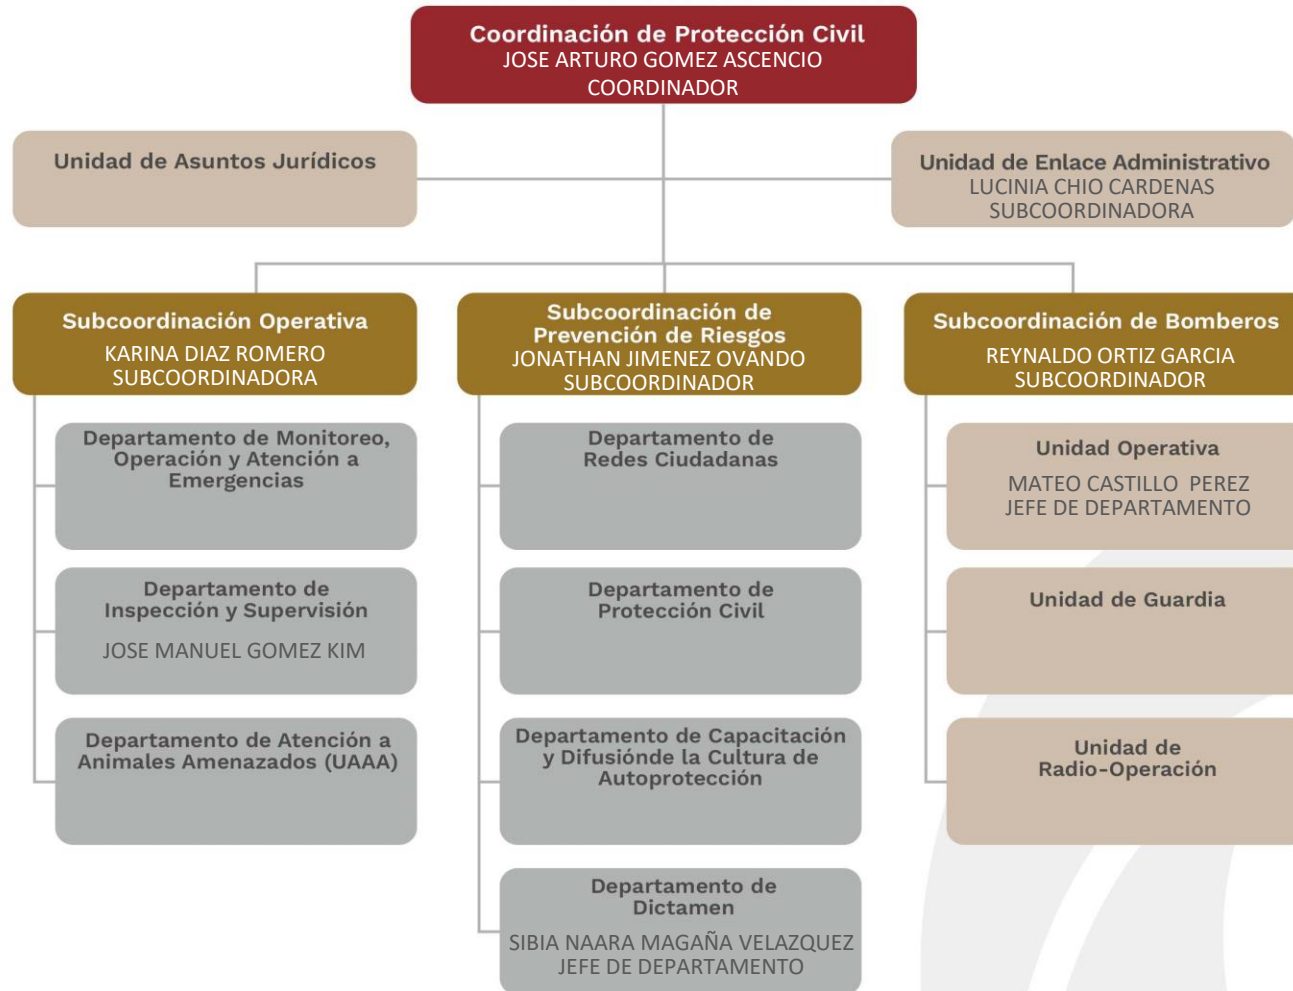 Coordinación de Protección Civil
JOSE ARTURO GOMEZ ASCENCIO
COORDINADOR
Unidad de Asuntos Jurídicos
Unidad de Enlace Administrativo
LUCINIA CHIO CARDENAS
SUBCOORDINADORA
Subcoordinación Operativa
KARINA DIAZ ROMERO
SUBCOORDINADORA
Departamento de Monitoreo,
Operación y Atención a
Emergencias
Departamento de
Inspección y Supervisión
JOSE MANUEL GOMEZ KIM
Departamento de Atención a
Animales Amenazados (UAAA)
Subcoordinación de
Prevención de Riesgos
JONATHAN JIMENEZ OVANDO
SUBCOORDINADOR
Departamento de
Redes Ciudadanas
Departamento de
Protección Civil
Departamento de Capacitación
y Difusiónde la Cultura de
Autoprotección
Departamento de
Dictamen
SIBIA NAARA MAGAÑA VELAZQUEZ
JEFE DE DEPARTAMENTO
Subcoordinación de Bomberos
REYNALDO ORTIZ GARCIA
SUBCOORDINADOR
Unidad Operativa
MATEO CASTILLO  PEREZ
JEFE DE DEPARTAMENTO
Unidad de Guardia
Unidad de
Radio-Operación